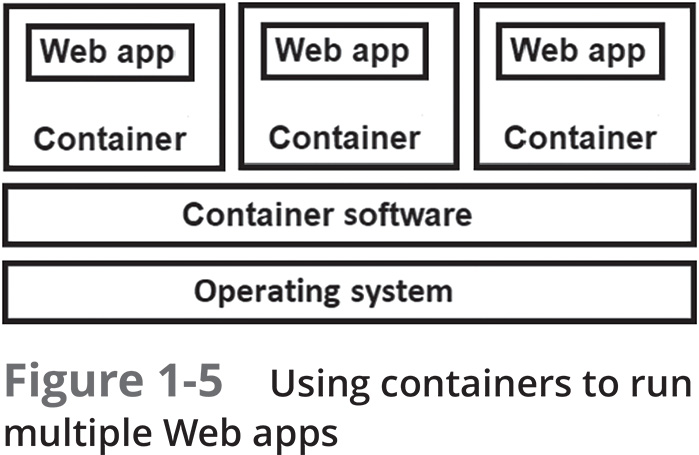 Web app Web app Web app
Container Container Container
Container software
Operating system
Figure 1-5 Using containers to run
multiple Web apps